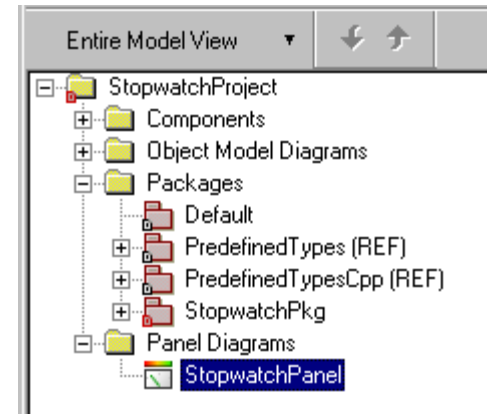 Entire Model View
StopwatchProject
Components
Object Model Diagrams
Packages
Default
PredefinedTypes (REF)
PredefinedTypesCpp (REF)
StopwatchPkg
Panel Diagrams
StopwatchPanel